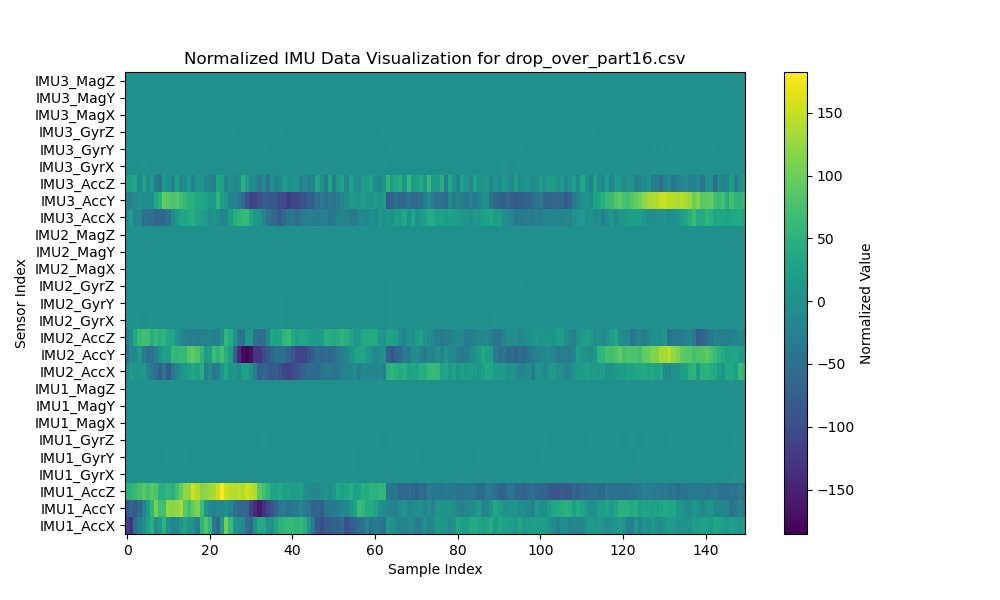 Normalized IMU Data Visualization for drop_over_part16.csv
IMU3_MagZ
IMU3_MagY
IMU3_MagX
IMU3_GyrZ
IMU3_GyrY
IMU3_GyrX
IMU3_AccZ
IMU3_AccY
IMU3_AccX
IMU2_MagZ
IMU2_MagY
IMU2_MagX
IMU2_GyrZ
IMU2_GyrY
IMU2_GyrX
IMU2_AccZ
IMU2_AccY
IMU2_AccX
IMU1_MagZ
IMU1_MagY
IMU1_MagX
IMU1_GyrZ
IMU1_GyrY
IMU1_GyrX
IMU1_AccZ
IMU1_AccY
IMU1_AccX
Sensor Index
0 20 40 60 80 100 120 140
Sample Index
150
100
50
0
−50
−100
−150
Normalized Value